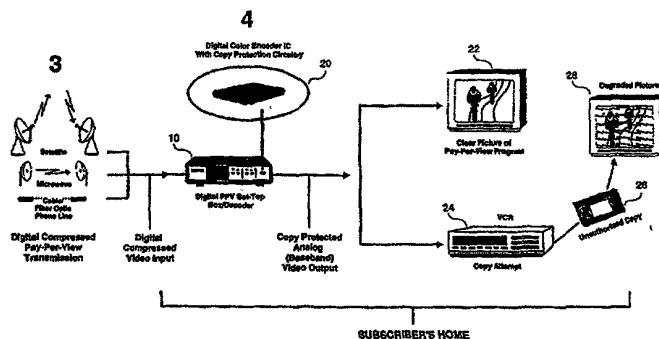 4
Digital Color Encoder IC
With Copy Protection Circuitry
20
3
22
28
Degraded Picture
10
Satellite
Microwave
Cable
Fiber Optic
Phone Line
Digital PPV Set-Top
Box/Decoder
Clear Picture of
Pay-Per-View Program
24
VCR
26
Unauthorized Copy
Copy Attempt
Digital Compressed
Pay-Per-View
Transmission
Digital
Compressed
Video Input
Copy Protected
Analog
(Baseband)
Video Output
SUBSCRIBER'S HOME